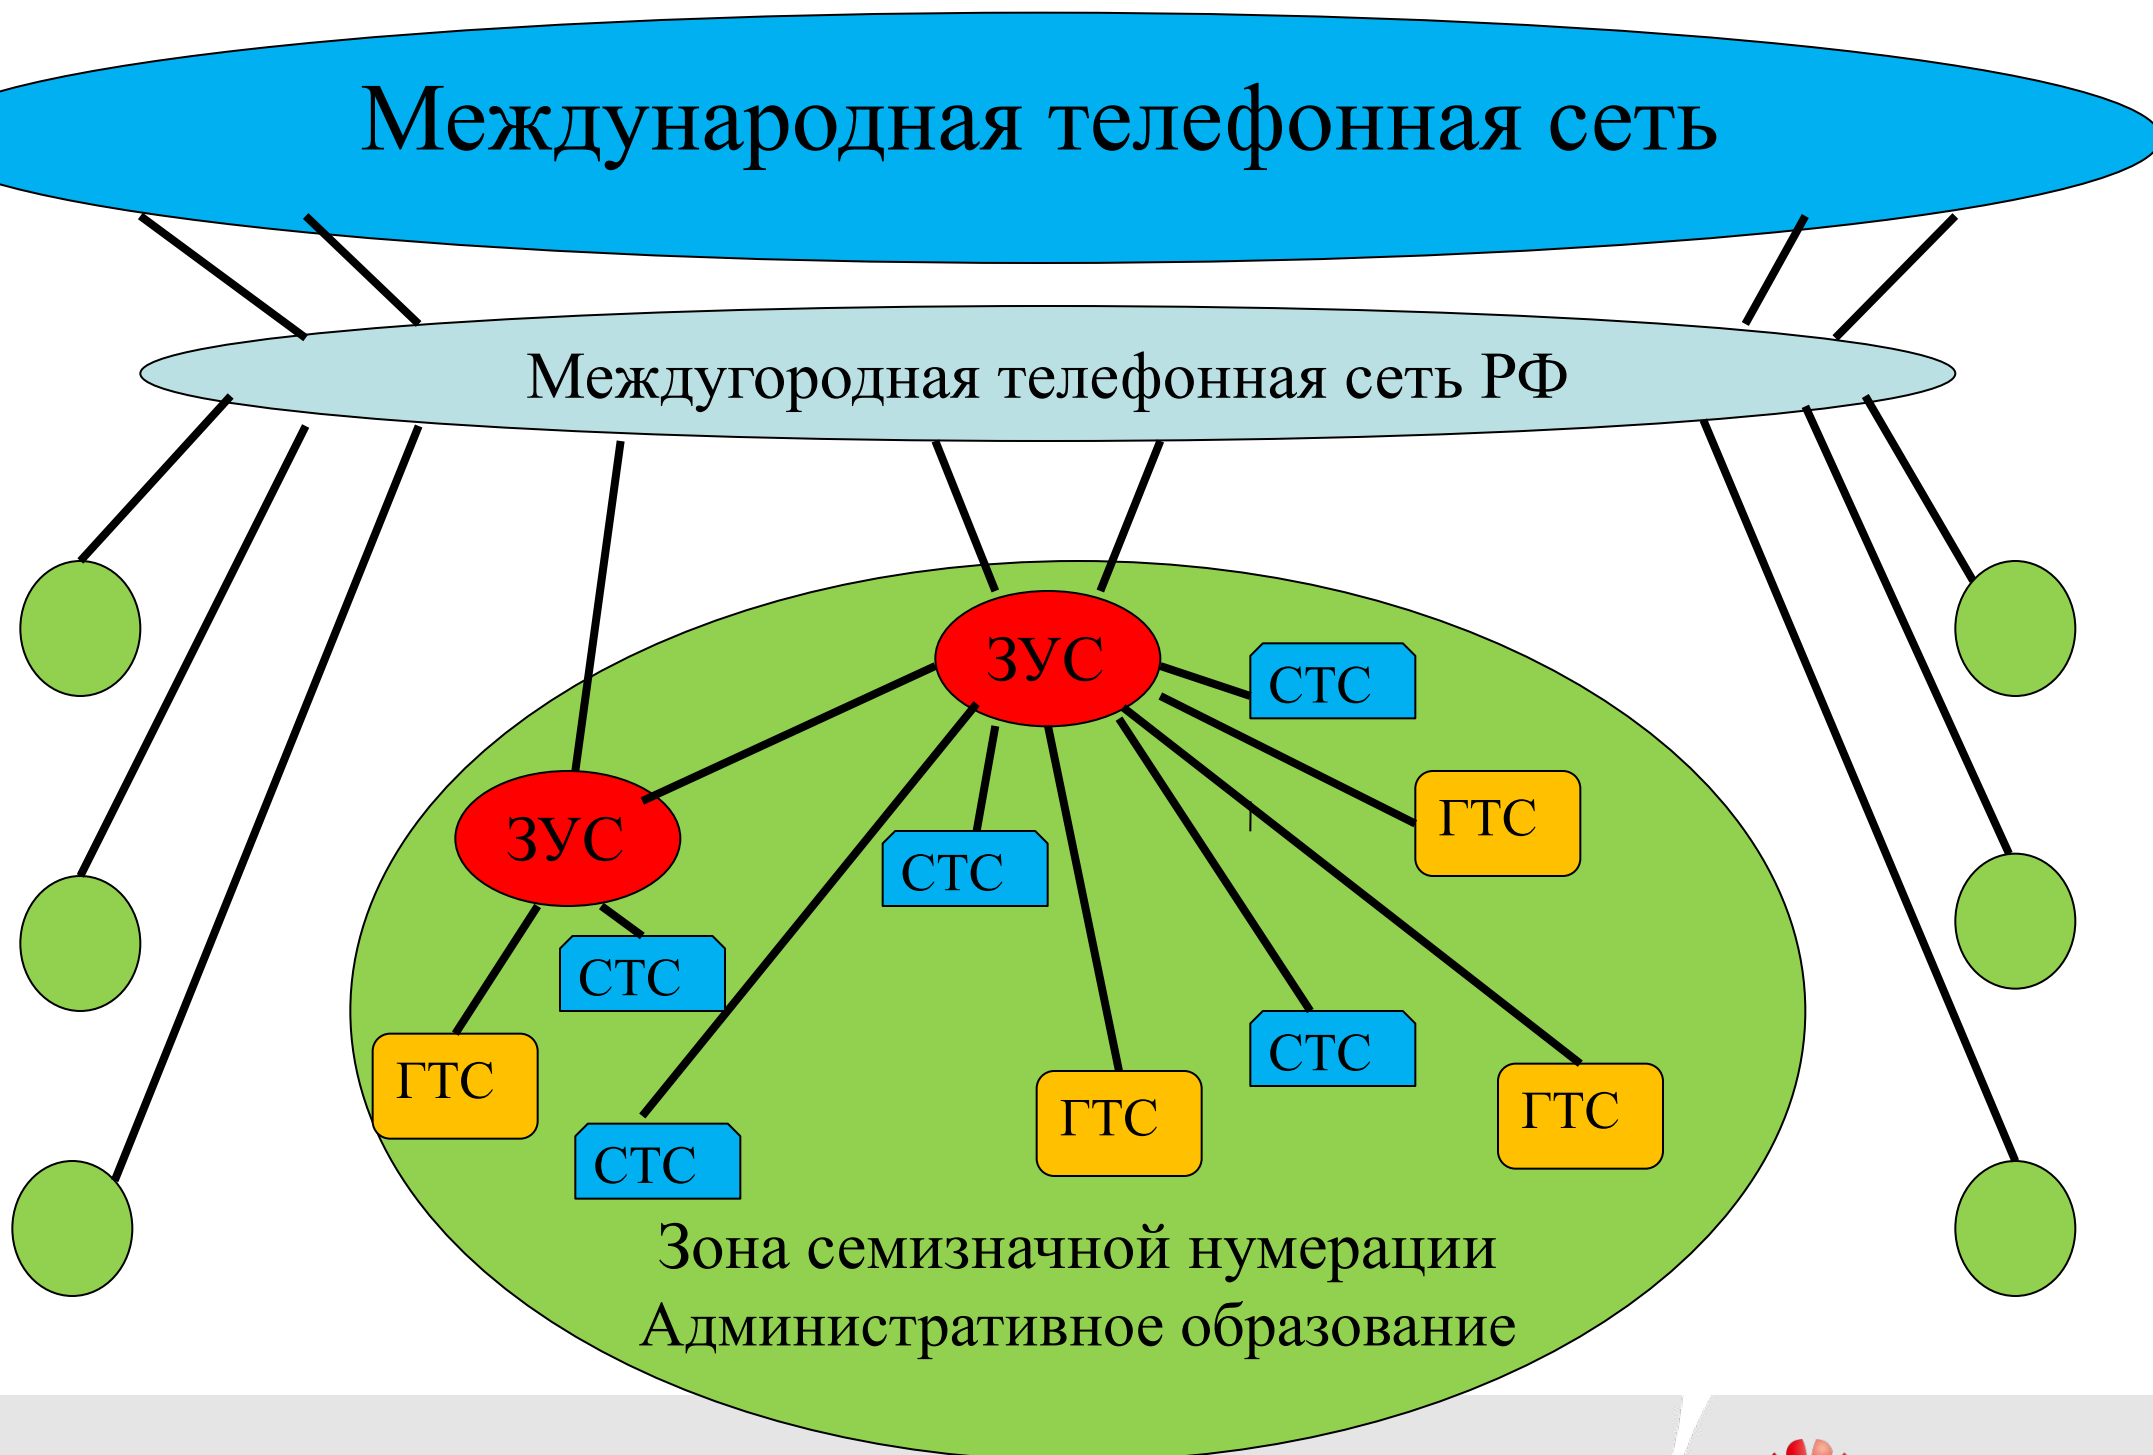 Международная телефонная сеть
Междугородная телефонная сеть РФ
ЗУС
СТС
ГТС
ЗУС
СТС
СТС
ГТС
СТС
ГТС
ГТС
СТС
Зона семизначной нумерации
Административное образование